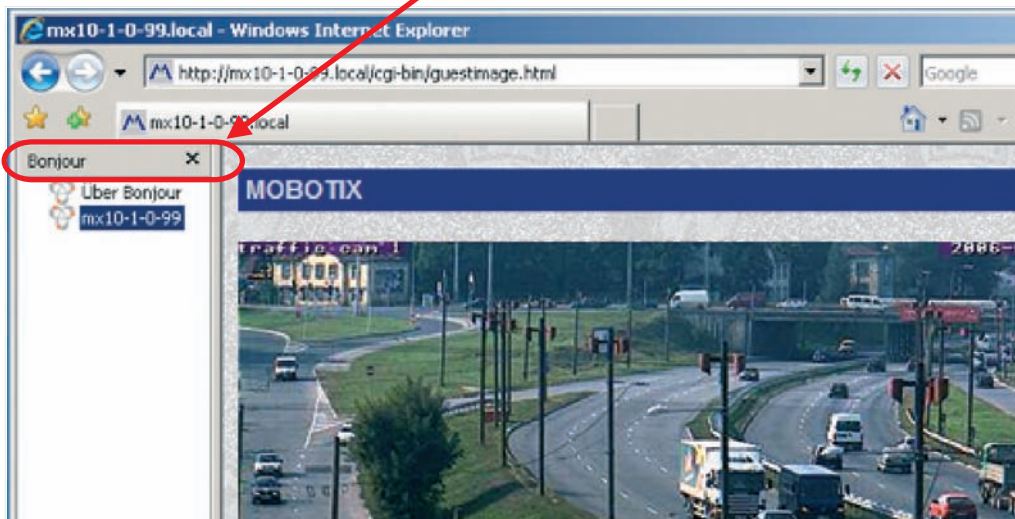 mx10-1-0-99.local - Windows Internet Explorer
http://mx10-1-0-99.local/cgi-bin/guestimage.html
Google
mx10-1-0-99.local
Bonjour
Über Bonjour
mx10-1-0-99
MOBOTIX
traffic-cam 1
2006-